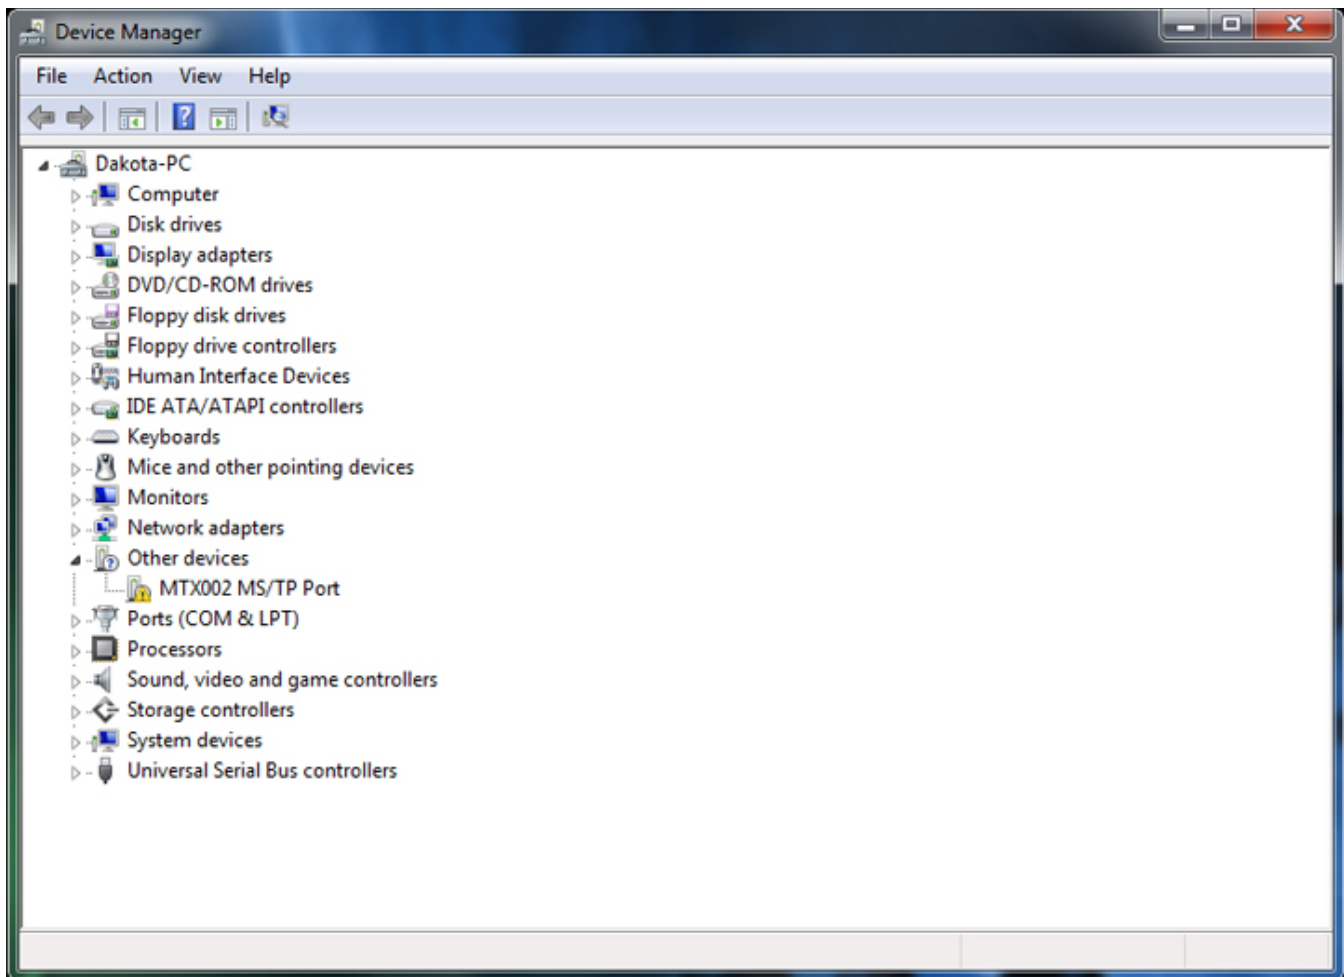 Device Manager
File Action View Help
Dakota-PC
Computer
Disk drives
Display adapters
DVD/CD-ROM drives
Floppy disk drives
Floppy drive controllers
Human Interface Devices
IDE ATA/ATAPI controllers
Keyboards
Mice and other pointing devices
Monitors
Network adapters
Other devices
MTX002 MS/TP Port
Ports (COM & LPT)
Processors
Sound, video and game controllers
Storage controllers
System devices
Universal Serial Bus controllers